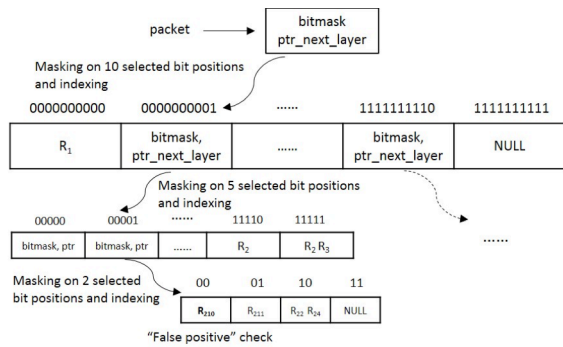 packet
bitmask
ptr_next_layer
Masking on 10 selected bit positions
and indexing
0000000000 0000000001 ...... 1111111110 1111111111
R1 bitmask, ptr_next_layer ...... bitmask, ptr_next_layer NULL
Masking on 5 selected bit positions
and indexing
00000 00001 ...... 11110 11111
bitmask, ptr bitmask, ptr ...... R2 R2 R3
......
Masking on 2 selected
bit positions and indexing
00 01 10 11
R210 R211 R22 R24 NULL
“False positive” check